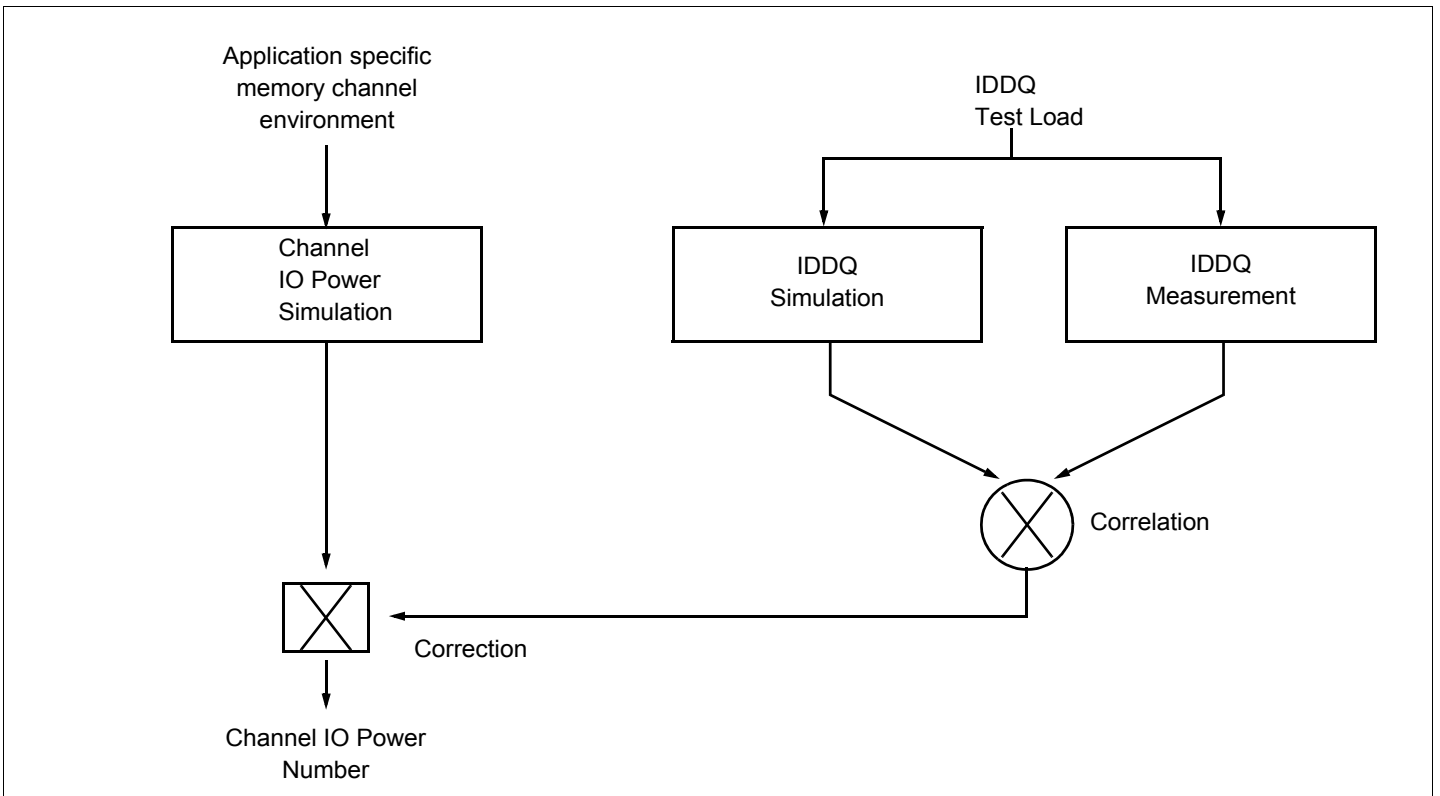 Application specific
memory channel
environment
IDDQ
Test Load
Channel
IO Power
Simulation
IDDQ
Simulation
IDDQ
Measurement
Correlation
Correction
Channel IO Power
Number